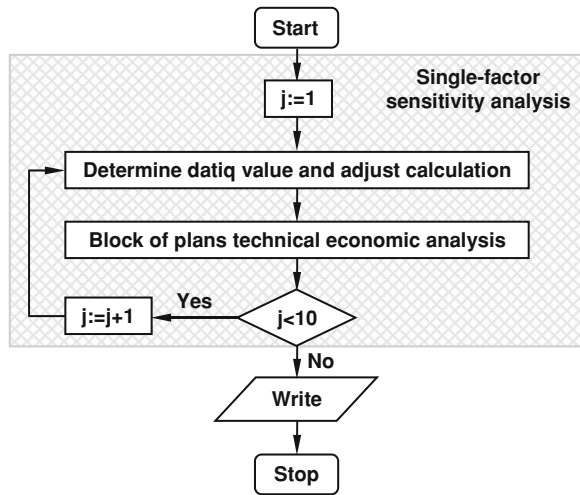 Start
Single-factor
sensitivity analysis
j:=1
Determine datiq value and adjust calculation
Block of plans technical economic analysis
Yes
j:=j+1
j<10
No
Write
Stop